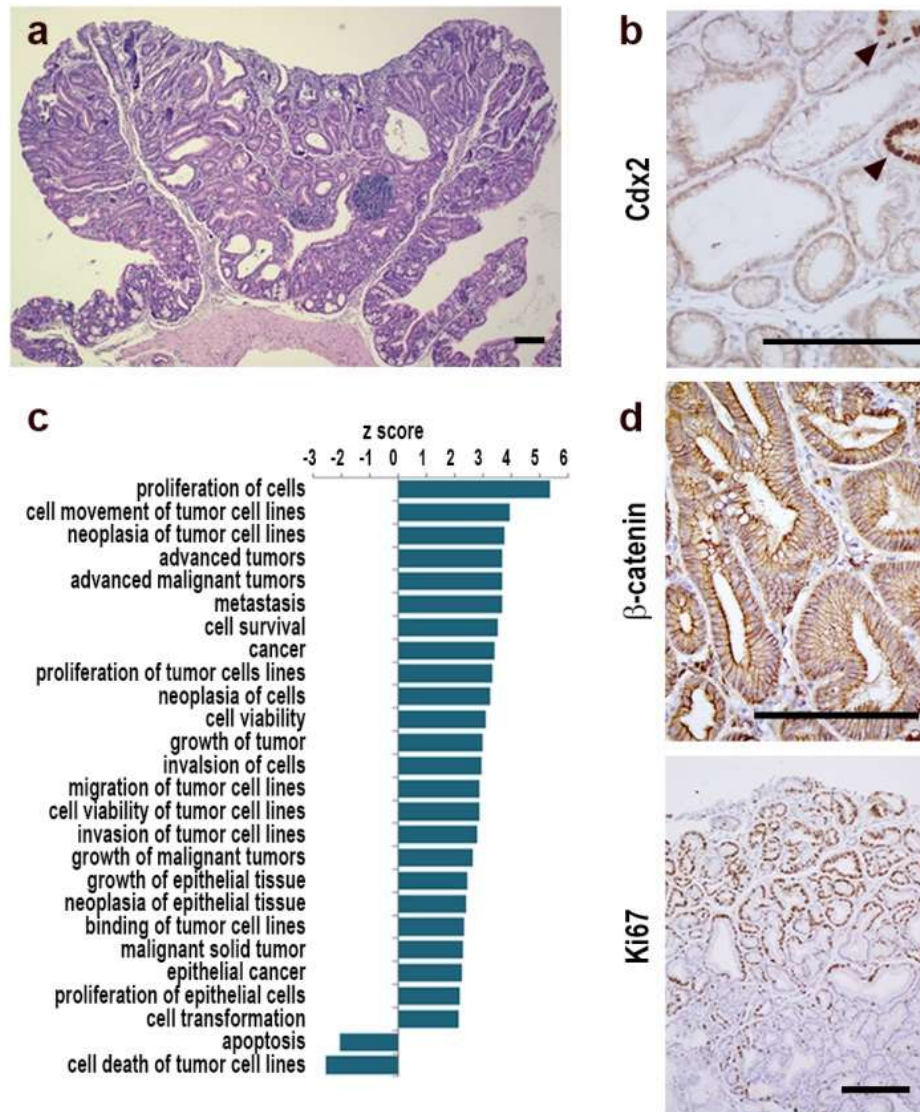 a
b
Cdx2
c
z score
-3 -2 -1 0 1 2 3 4 5 6
proliferation of cells
cell movement of tumor cell lines
neoplasia of tumor cell lines
advanced tumors
advanced malignant tumors
metastasis
cell survival
cancer
proliferation of tumor cells lines
neoplasia of cells
cell viability
growth of tumor
invalsion of cells
migration of tumor cell lines
cell viability of tumor cell lines
invasion of tumor cell lines
growth of malignant tumors
growth of epithelial tissue
neoplasia of epithelial tissue
binding of tumor cell lines
malignant solid tumor
epithelial cancer
proliferation of epithelial cells
cell transformation
apoptosis
cell death of tumor cell lines
d
β-catenin
Ki67